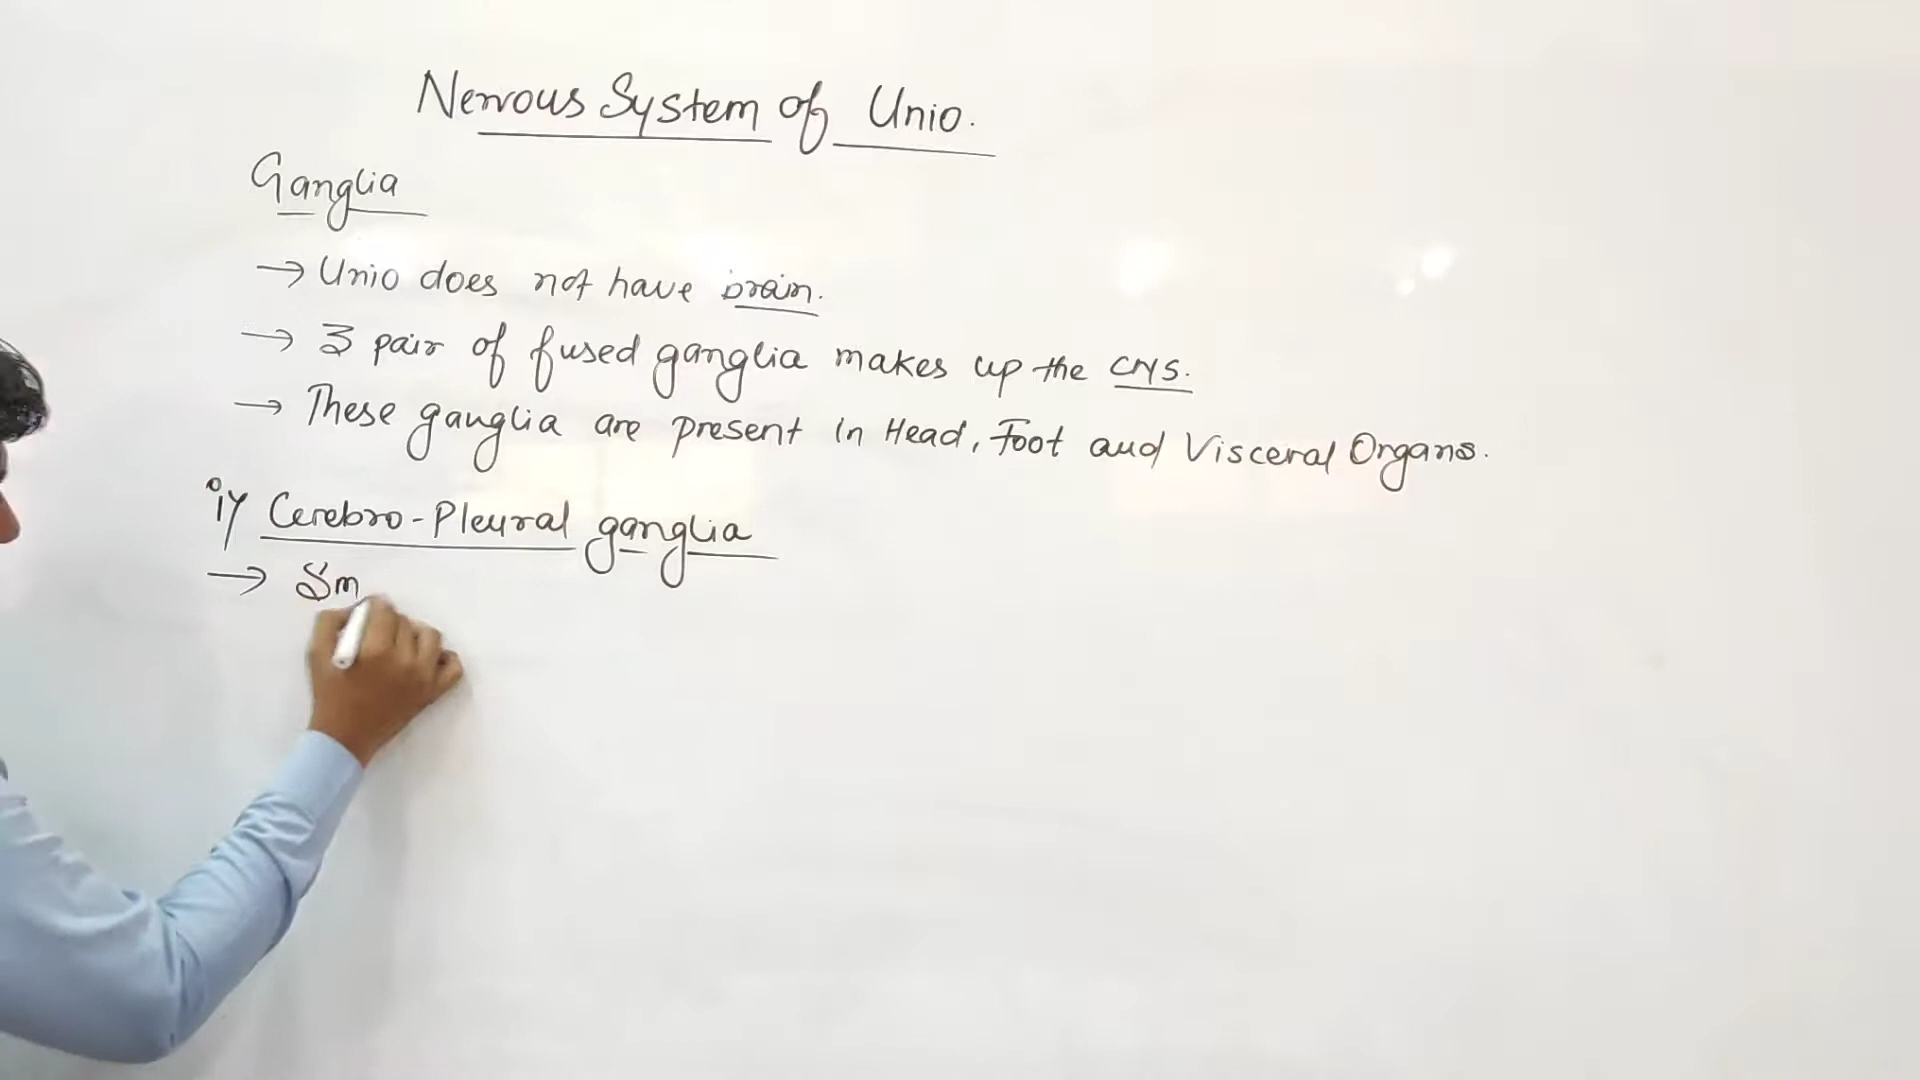 Nervous System of Unio.
Ganglia
→ Unio does not have brain.
→ 3 pair of fused ganglia makes up the CNS.
→ These ganglia are present in Head, Foot and Visceral Organs.
i) Cerebro-Pleural ganglia
→ Sm